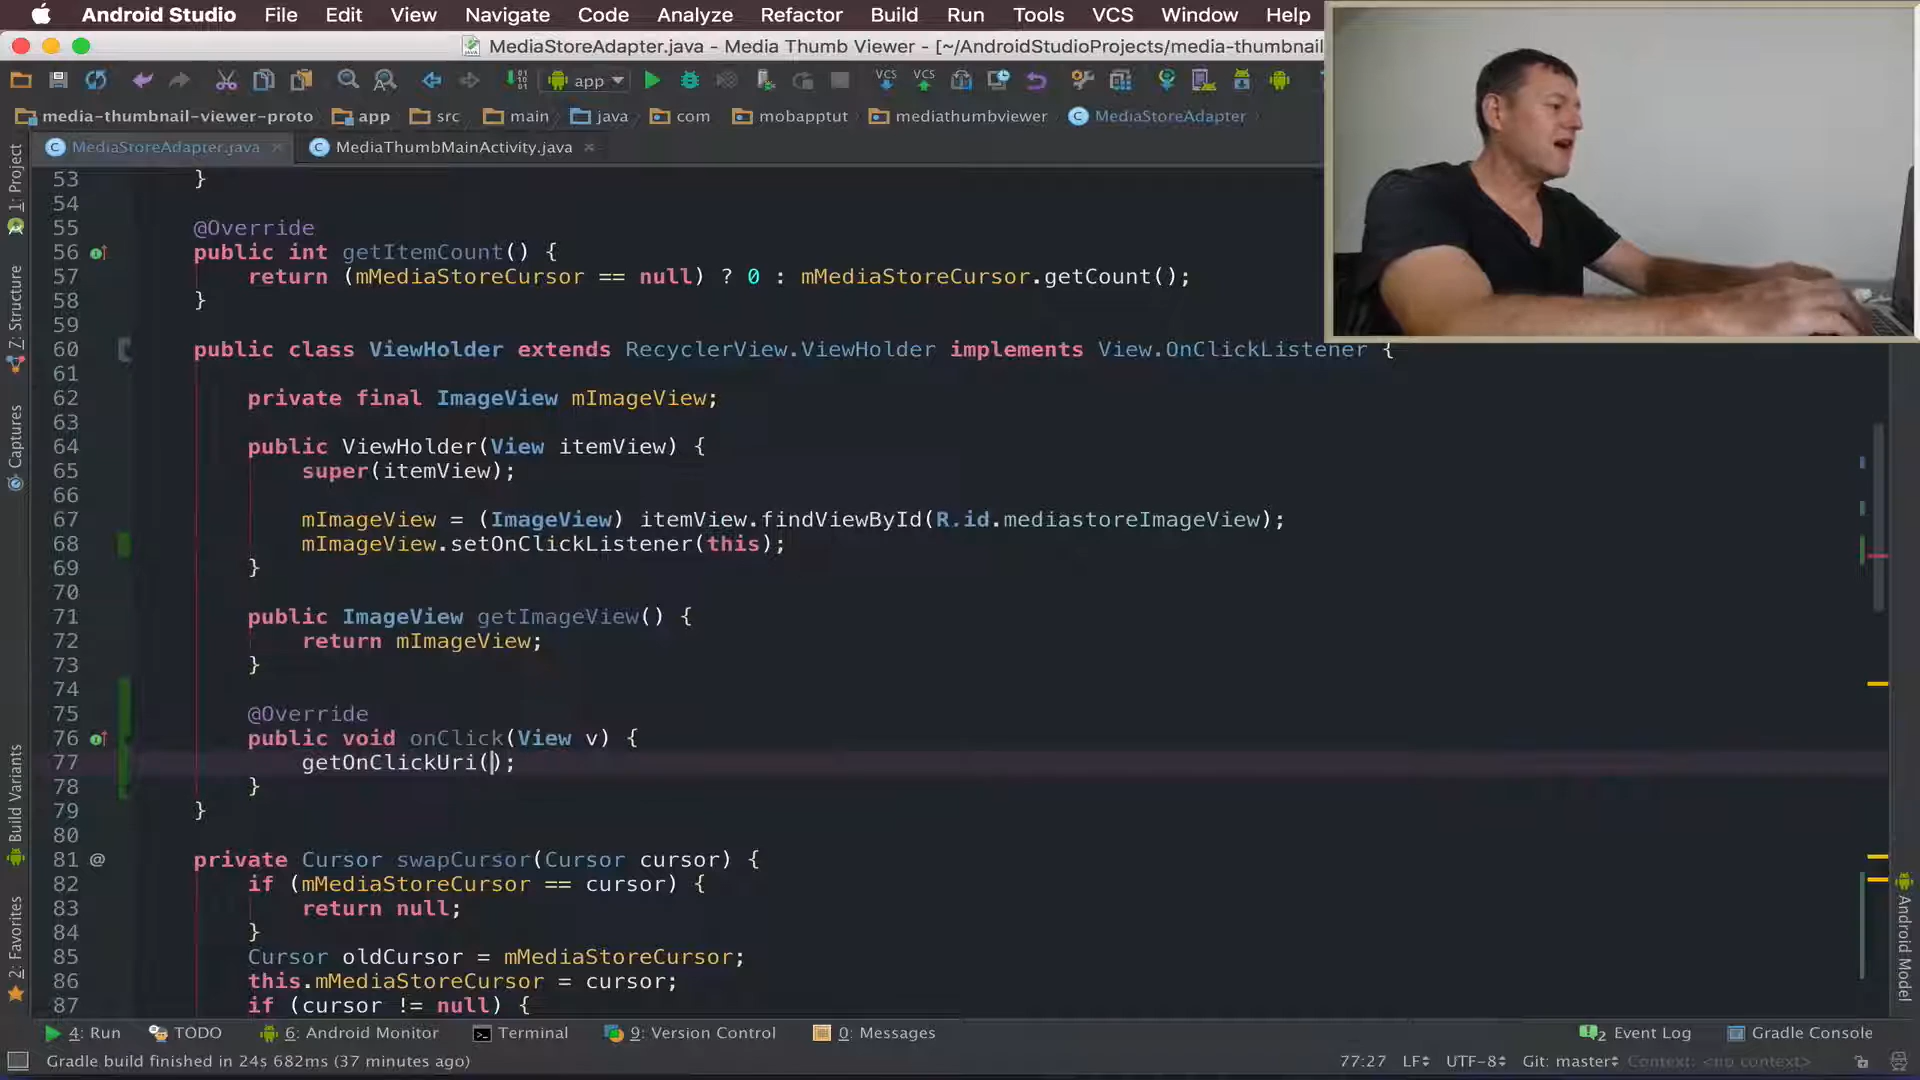 Android Studio File Edit View Navigate Code Analyze Refactor Build Run Tools VCS Window Help
MediaStoreAdapter.java - Media Thumb Viewer - [~/AndroidStudioProjects/media-thumbnail
app VCS VCS
media-thumbnail-viewer-proto app src main java com mobapptut mediathumbviewer MediaStoreAdapter
MediaStoreAdapter.java MediaThumbMainActivity.java
1: Project
7: Structure
Captures
Build Variants
2: Favorites
53 }
54
55 @Override
56 public int getItemCount() {
57 return (mMediaStoreCursor == null) ? 0 : mMediaStoreCursor.getCount();
58 }
59
60 public class ViewHolder extends RecyclerView.ViewHolder implements View.OnClickListener {
61
62 private final ImageView mImageView;
63
64 public ViewHolder(View itemView) {
65 super(itemView);
66
67 mImageView = (ImageView) itemView.findViewById(R.id.mediastoreImageView);
68 mImageView.setOnClickListener(this);
69 }
70
71 public ImageView getImageView() {
72 return mImageView;
73 }
74
75 @Override
76 public void onClick(View v) {
77 getOnClickUri();
78 }
79 }
80
81 @ private Cursor swapCursor(Cursor cursor) {
82 if (mMediaStoreCursor == cursor) {
83 return null;
84 }
85 Cursor oldCursor = mMediaStoreCursor;
86 this.mMediaStoreCursor = cursor;
87 if (cursor != null) {
Android Model
4: Run TODO 6: Android Monitor Terminal 9: Version Control 0: Messages 2 Event Log Gradle Console
Gradle build finished in 24s 682ms (37 minutes ago) 77:27 LF UTF-8 Git: master Context: <no context>